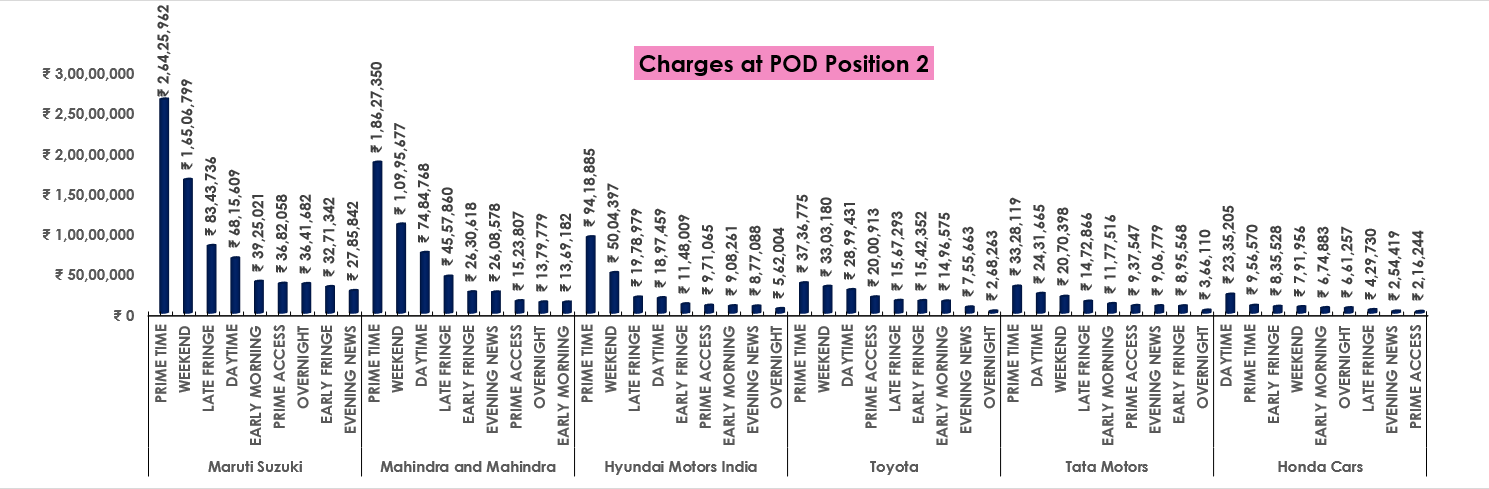 Charges at POD Position 2
₹ 3,00,00,000
₹ 2,50,00,000
₹ 2,00,00,000
₹ 1,50,00,000
₹ 1,00,00,000
₹ 50,00,000
₹ 0
₹ 2,64,25,962
₹ 1,65,06,799
₹ 83,43,736
₹ 68,15,609
₹ 39,25,021
₹ 36,82,058
₹ 36,41,682
₹ 32,71,342
₹ 27,85,842
₹ 1,86,27,350
₹ 1,09,95,677
₹ 74,84,768
₹ 45,57,860
₹ 26,30,618
₹ 26,08,578
₹ 15,23,807
₹ 13,79,779
₹ 13,69,182
₹ 94,18,885
₹ 50,04,397
₹ 19,78,979
₹ 18,97,459
₹ 11,48,009
₹ 9,71,065
₹ 9,08,261
₹ 8,77,088
₹ 5,62,004
₹ 37,36,775
₹ 33,03,180
₹ 28,99,431
₹ 20,00,913
₹ 15,67,293
₹ 15,42,352
₹ 14,96,575
₹ 7,55,663
₹ 2,68,263
₹ 33,28,119
₹ 24,31,665
₹ 20,70,398
₹ 14,72,866
₹ 11,77,516
₹ 9,37,547
₹ 9,06,779
₹ 8,95,568
₹ 3,66,110
₹ 23,35,205
₹ 9,56,570
₹ 8,35,528
₹ 7,91,956
₹ 6,74,883
₹ 6,61,257
₹ 4,29,730
₹ 2,54,419
₹ 2,16,244
PRIME TIME
WEEKEND
LATE FRINGE
DAYTIME
EARLY MORNING
PRIME ACCESS
OVERNIGHT
EARLY FRINGE
EVENING NEWS
PRIME TIME
WEEKEND
DAYTIME
LATE FRINGE
EARLY FRINGE
EVENING NEWS
PRIME ACCESS
OVERNIGHT
EARLY MORNING
PRIME TIME
WEEKEND
LATE FRINGE
DAYTIME
EARLY FRINGE
PRIME ACCESS
EARLY MORNING
EVENING NEWS
OVERNIGHT
PRIME TIME
WEEKEND
DAYTIME
PRIME ACCESS
LATE FRINGE
EARLY FRINGE
EARLY MORNING
EVENING NEWS
OVERNIGHT
PRIME TIME
DAYTIME
WEEKEND
LATE FRINGE
EARLY MORNING
PRIME ACCESS
EVENING NEWS
EARLY FRINGE
OVERNIGHT
DAYTIME
PRIME TIME
EARLY FRINGE
WEEKEND
EARLY MORNING
OVERNIGHT
LATE FRINGE
EVENING NEWS
PRIME ACCESS
Maruti Suzuki
Mahindra and Mahindra
Hyundai Motors India
Toyota
Tata Motors
Honda Cars